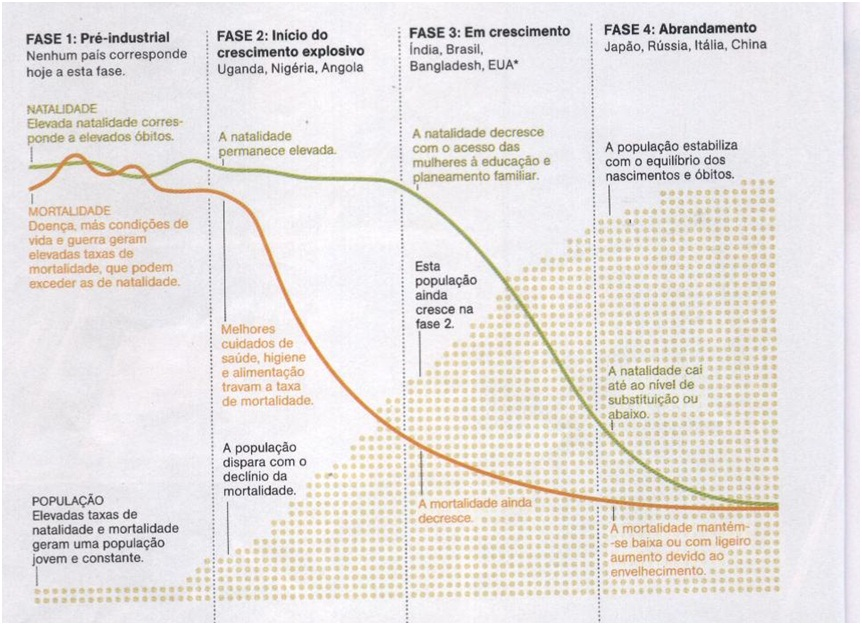 FASE 1: Pré-industrial
Nenhum país corresponde
hoje a esta fase.
FASE 2: Início do
crescimento explosivo
Uganda, Nigéria, Angola
FASE 3: Em crescimento
Índia, Brasil,
Bangladesh, EUA*
FASE 4: Abrandamento
Japão, Rússia, Itália, China
NATALIDADE
Elevada natalidade corres-
ponde a elevados óbitos.
A natalidade
permanece elevada.
A natalidade decresce
com o acesso das
mulheres à educação e
planeamento familiar.
A população estabiliza
com o equilíbrio dos
nascimentos e óbitos.
MORTALIDADE
Doença, más condições de
vida e guerra geram
elevadas taxas de
mortalidade, que podem
exceder as de natalidade.
Esta
população
ainda
cresce na
fase 2.
Melhores
cuidados de
saúde, higiene
e alimentação
travam a taxa
de mortalidade.
A natalidade cai
até ao nível de
substituição ou
abaixo.
A população
dispara com o
declínio da
mortalidade.
POPULAÇÃO
Elevadas taxas de
natalidade e mortalidade
geram uma população
jovem e constante.
A mortalidade ainda
decresce.
A mortalidade mantém-
-se baixa ou com ligeiro
aumento devido ao
envelhecimento.